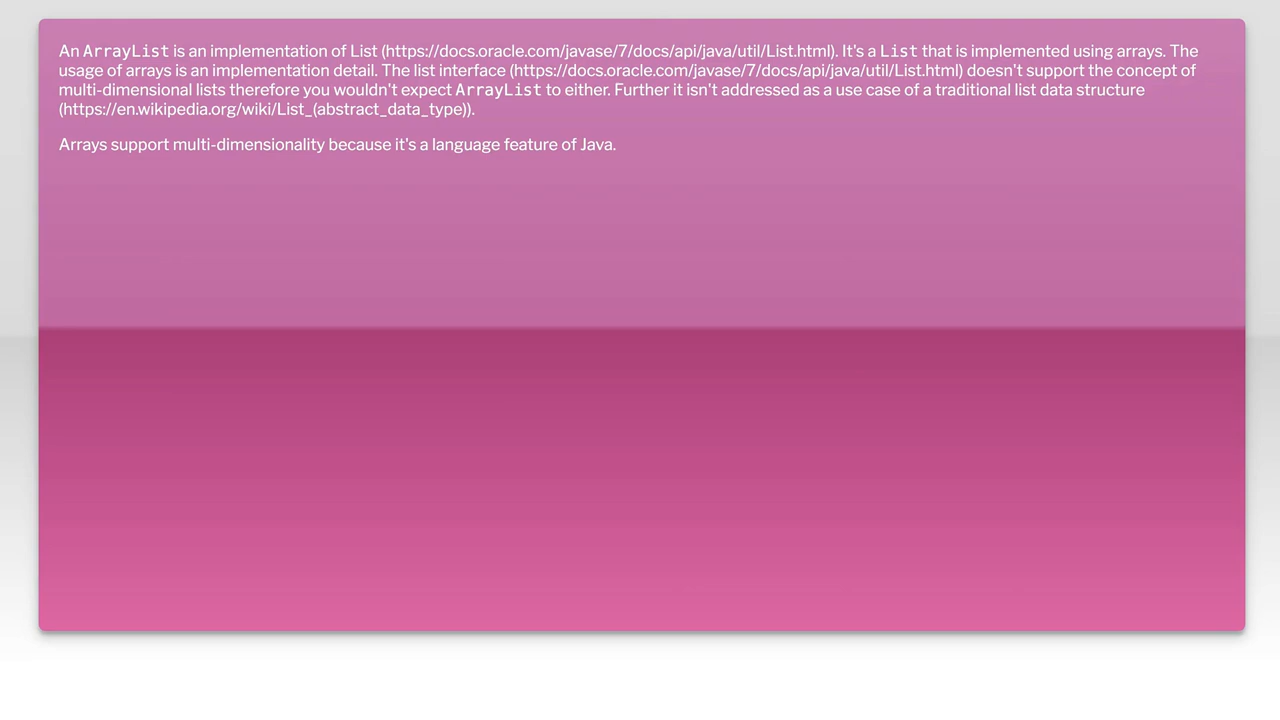 An ArrayList is an implementation of List (https://docs.oracle.com/javase/7/docs/api/java/util/List.html). It's a List that is implemented using arrays. The
usage of arrays is an implementation detail. The list interface (https://docs.oracle.com/javase/7/docs/api/java/util/List.html) doesn't support the concept of
multi-dimensional lists therefore you wouldn't expect ArrayList to either. Further it isn't addressed as a use case of a traditional list data structure
(https://en.wikipedia.org/wiki/List_(abstract_data_type)).
Arrays support multi-dimensionality because it's a language feature of Java.